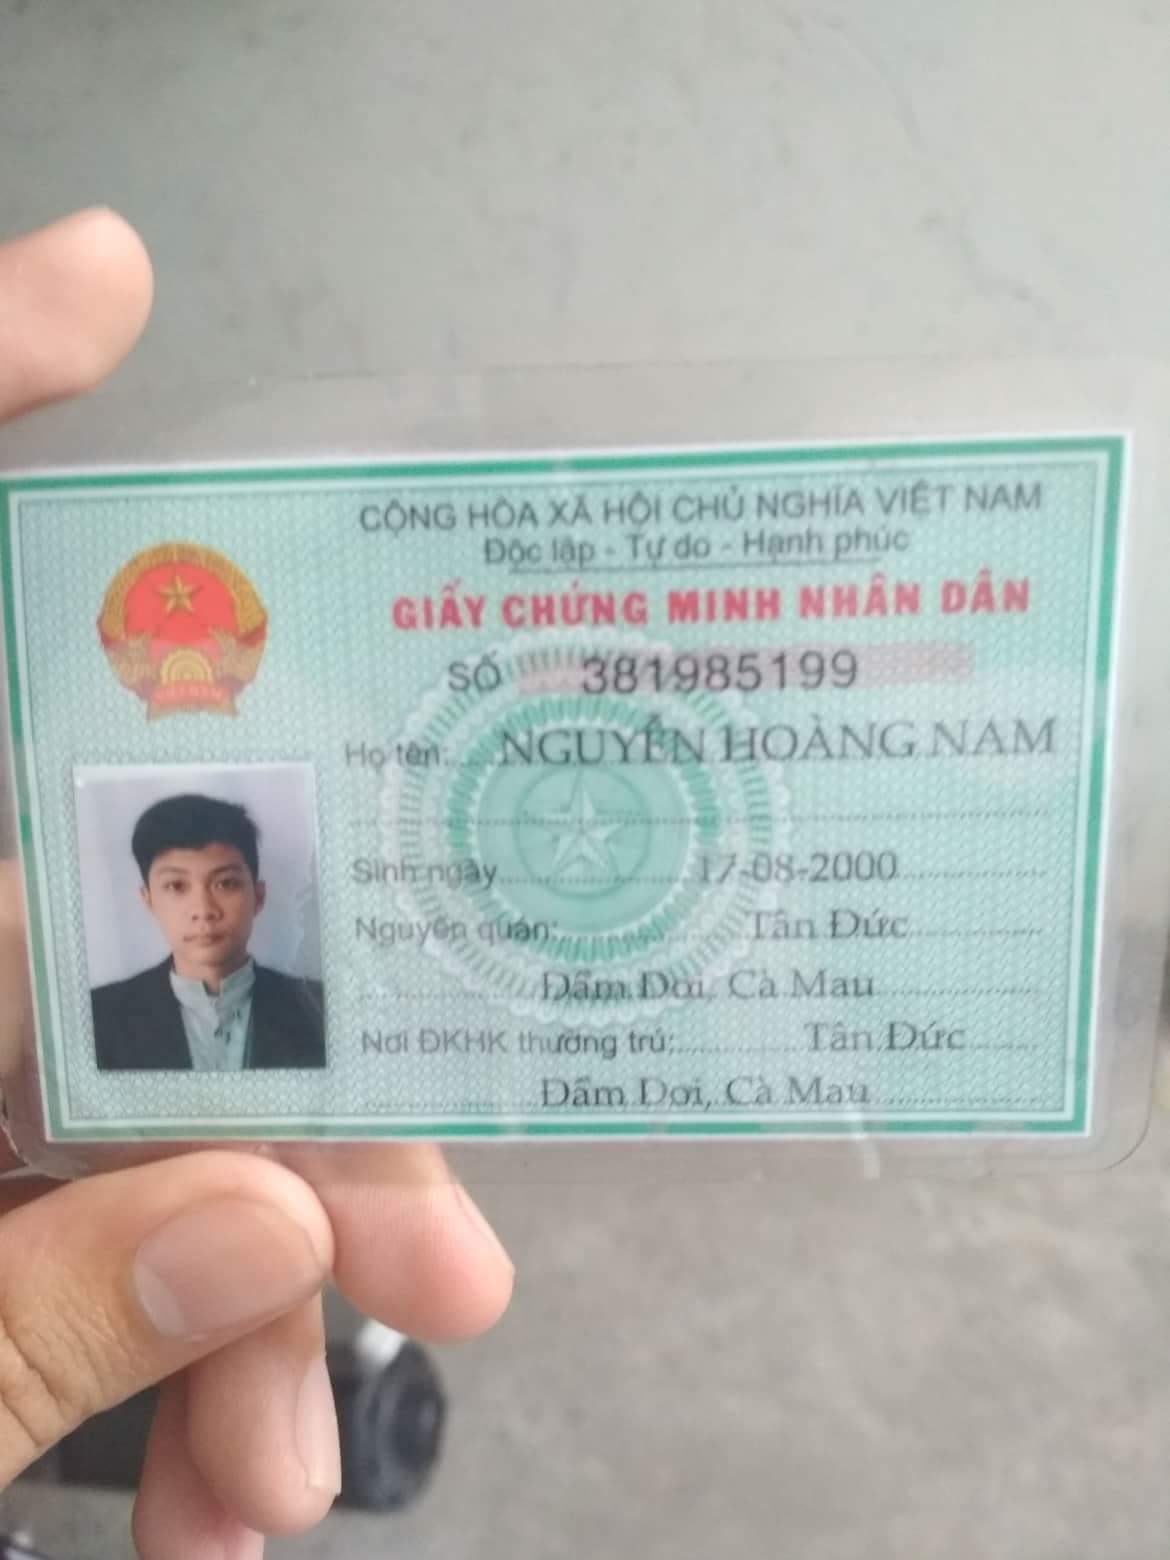 CỘNG HÒA XÃ HỘI CHỦ NGHĨA VIỆT NAM
Độc lập - Tự do - Hạnh phúc
GIẤY CHỨNG MINH NHÂN DÂN
SỐ 381985199
Họ tên: NGUYỄN HOÀNG NAM
Sinh ngày 17-08-2000
Nguyên quán: Tân Đức
Đầm Dơi, Cà Mau
Nơi ĐKHK thường trú: Tân Đức
Đầm Dơi, Cà Mau
VIỆT NAM